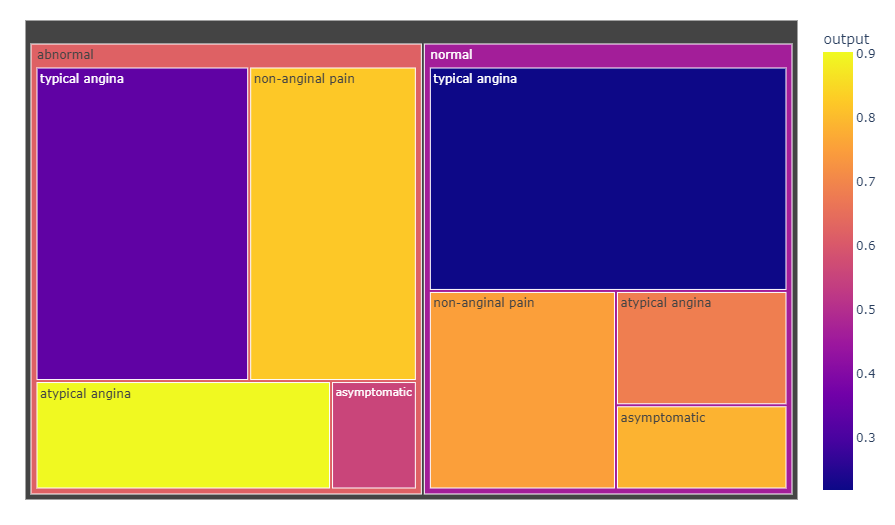 abnormal
typical angina
non-anginal pain
atypical angina
asymptomatic
normal
typical angina
non-anginal pain
atypical angina
asymptomatic
output
0.9
0.8
0.7
0.6
0.5
0.4
0.3